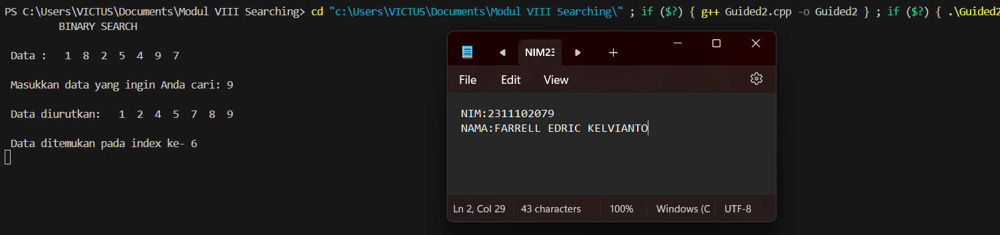 PS C:\Users\VICTUS\Documents\Modul VIII Searching> cd "c:\Users\VICTUS\Documents\Modul VIII Searching\" ; if ($?) { g++ Guided2.cpp -o Guided2 } ; if ($?) { .\Guided2
BINARY SEARCH
Data : 1 8 2 5 4 9 7
Masukkan data yang ingin Anda cari: 9
Data diurutkan: 1 2 4 5 7 8 9
Data ditemukan pada index ke- 6
NIM23
File Edit View
NIM:2311102079
NAMA:FARRELL EDRIC KELVIANTO
Ln 2, Col 29 43 characters 100% Windows (C UTF-8